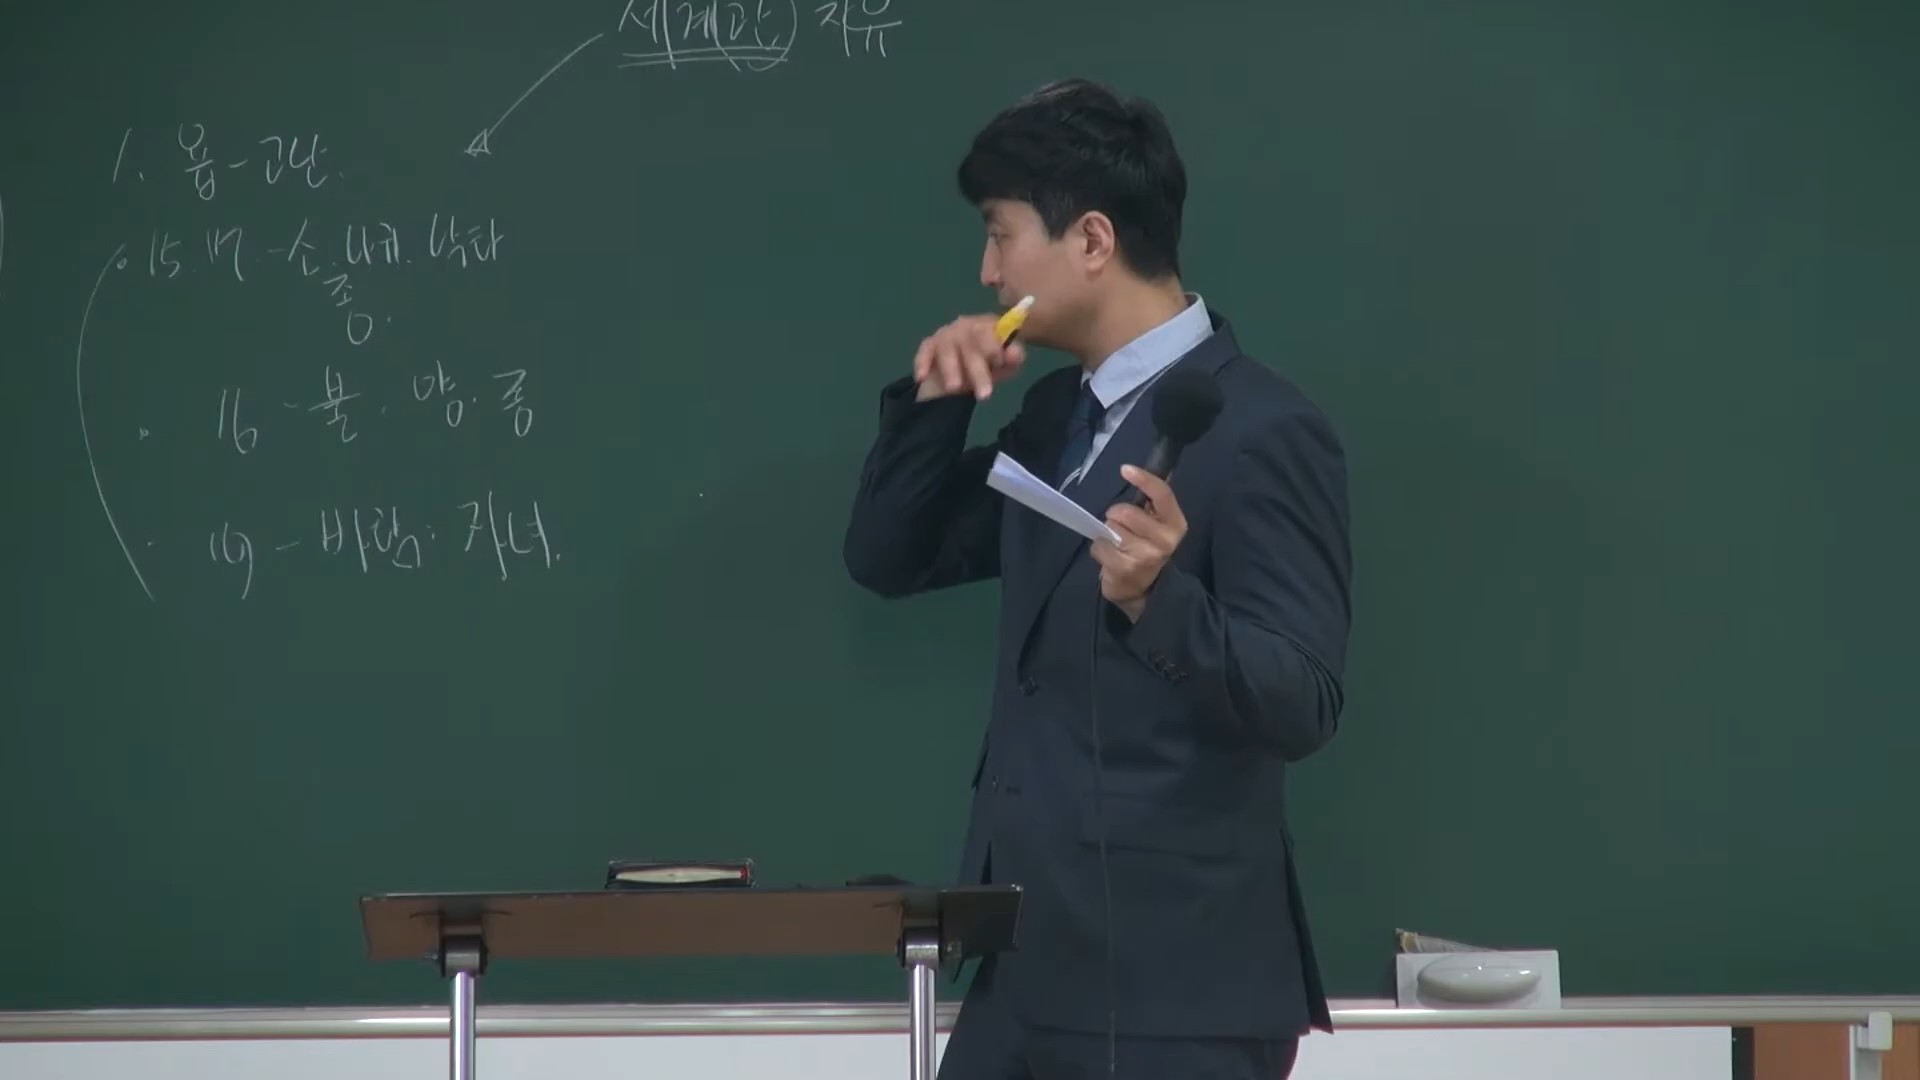 세계관) 자유
1. 욥-고난.
15. 17. -소. 나귀. 낙타
종.
16 -불. 양. 종
19 - 바람. 자녀.